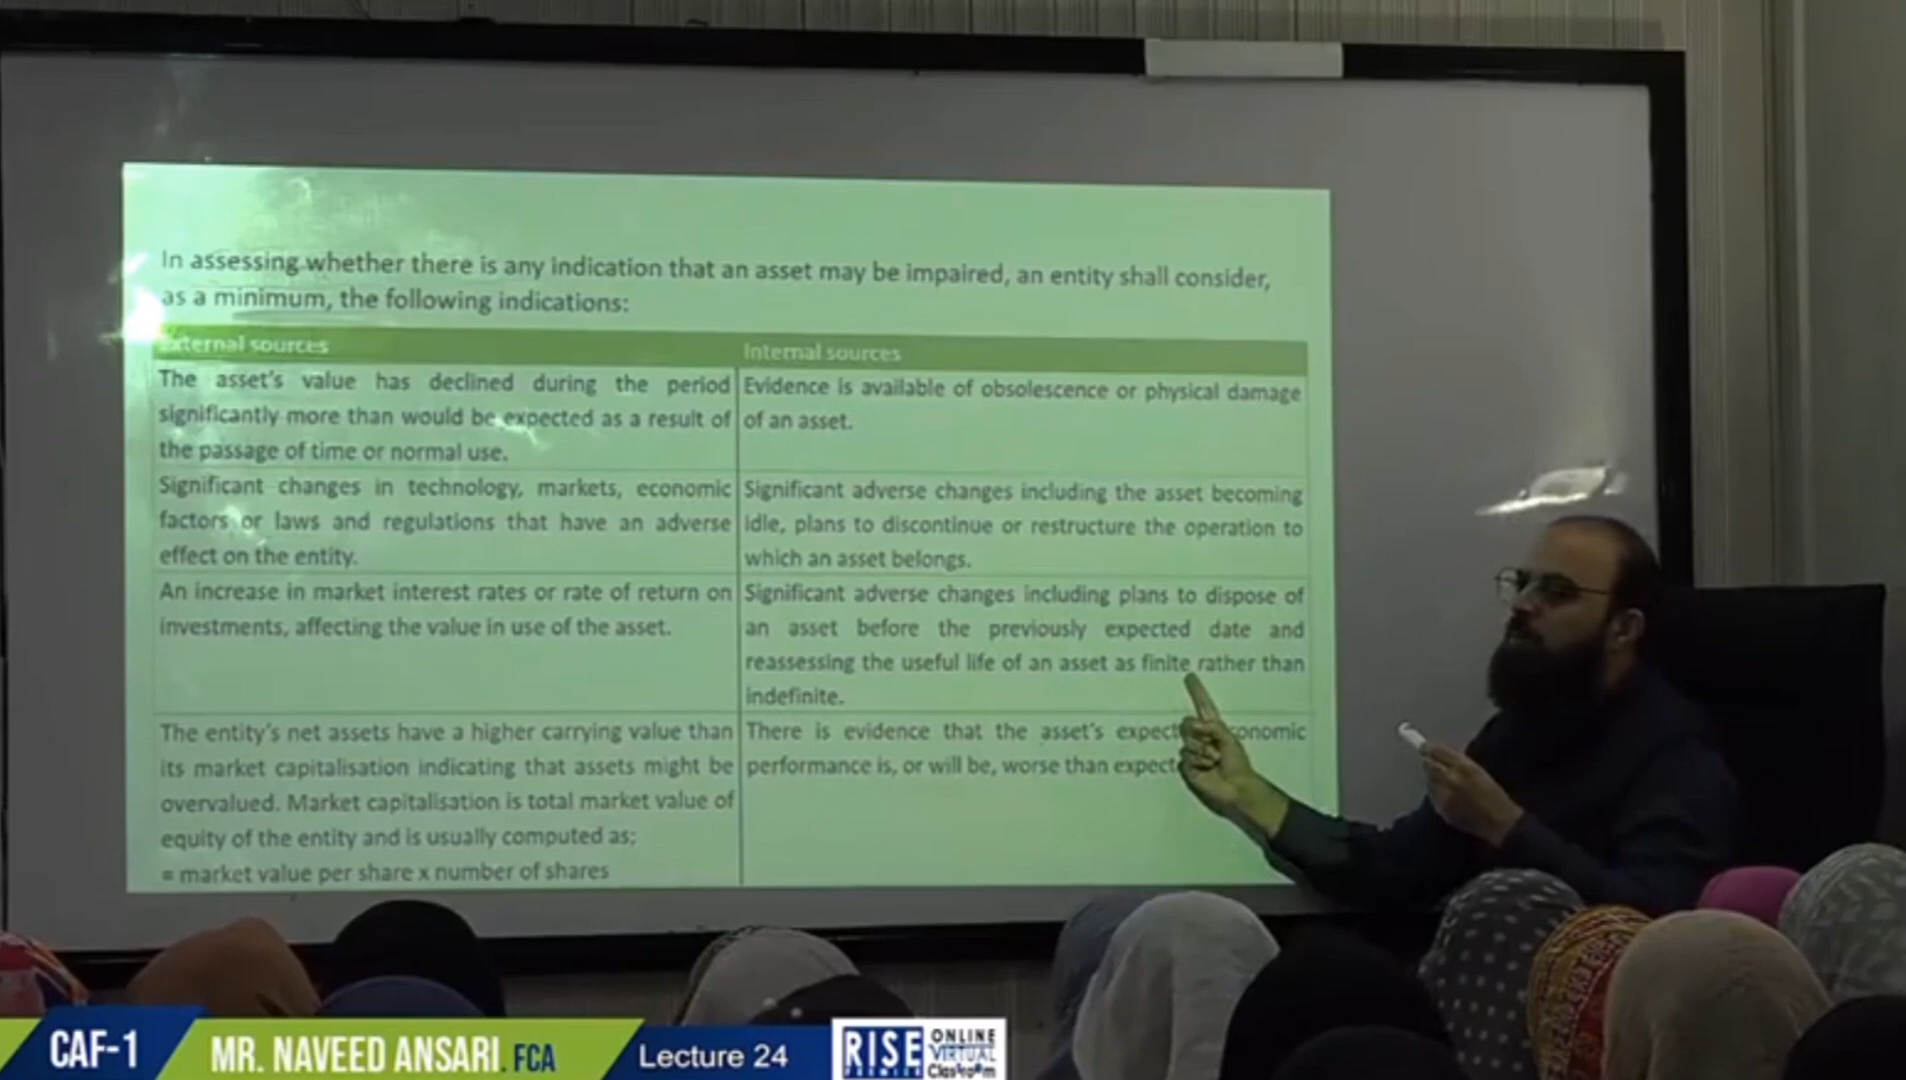 In assessing whether there is any indication that an asset may be impaired, an entity shall consider,
as a minimum, the following indications:
External sources
The asset's value has declined during the period
significantly more than would be expected as a result of
the passage of time or normal use.
Significant changes in technology, markets, economic
factors or laws and regulations that have an adverse
effect on the entity.
An increase in market interest rates or rate of return on
investments, affecting the value in use of the asset.
The entity's net assets have a higher carrying value than
its market capitalisation indicating that assets might be
overvalued. Market capitalisation is total market value of
equity of the entity and is usually computed as;
= market value per share x number of shares
Internal sources
Evidence is available of obsolescence or physical damage
of an asset.
Significant adverse changes including the asset becoming
idle, plans to discontinue or restructure the operation to
which an asset belongs.
Significant adverse changes including plans to dispose of
an asset before the previously expected date and
reassessing the useful life of an asset as finite rather than
indefinite.
There is evidence that the asset's
performance is, or will be, worse than
CAF-1
MR. NAVEED ANSARI. FCA
Lecture 24
RISE
PREMIER
ONLINE
VIRTUAL
Classroom